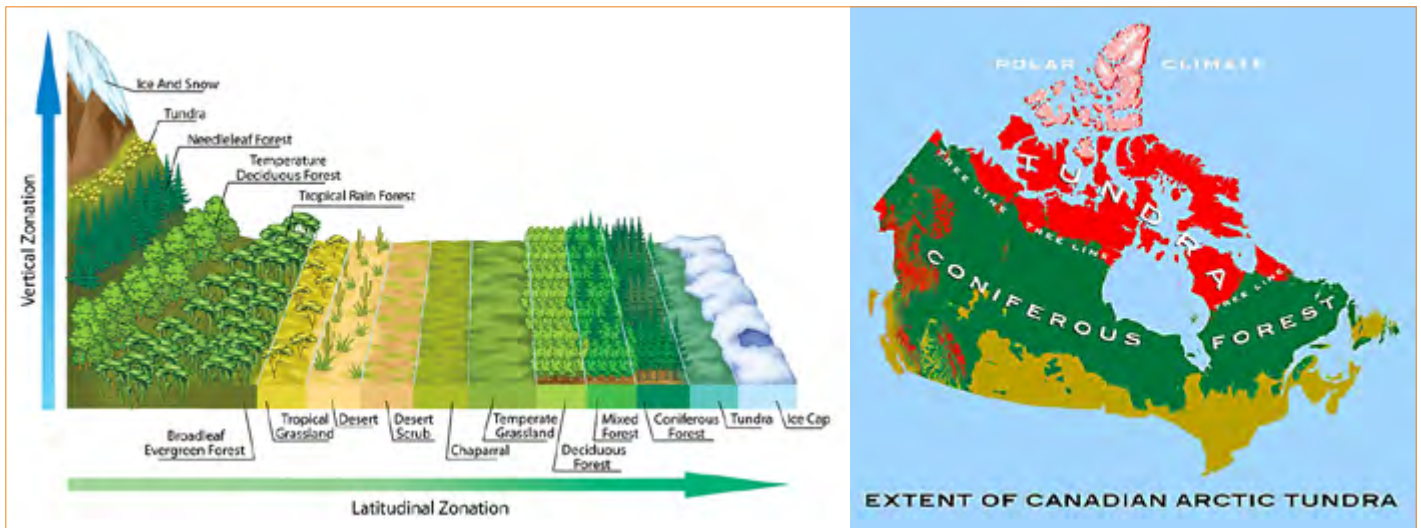 Ice And Snow
Tundra
Needleleaf Forest
Temperature
Deciduous Forest
Tropical Rain Forest
Vertical Zonation
Broadleaf
Evergreen Forest
Tropical
Grassland
Desert
Desert
Scrub
Chaparral
Temperate
Grassland
Deciduous
Forest
Mixed
Forest
Coniferous
Forest
Tundra
Ice Cap
Latitudinal Zonation
POLAR CLIMATE
TUNDRA
TREE LINE
TREE LINE
TREE LINE
CONIFEROUS FOREST
EXTENT OF CANADIAN ARCTIC TUNDRA